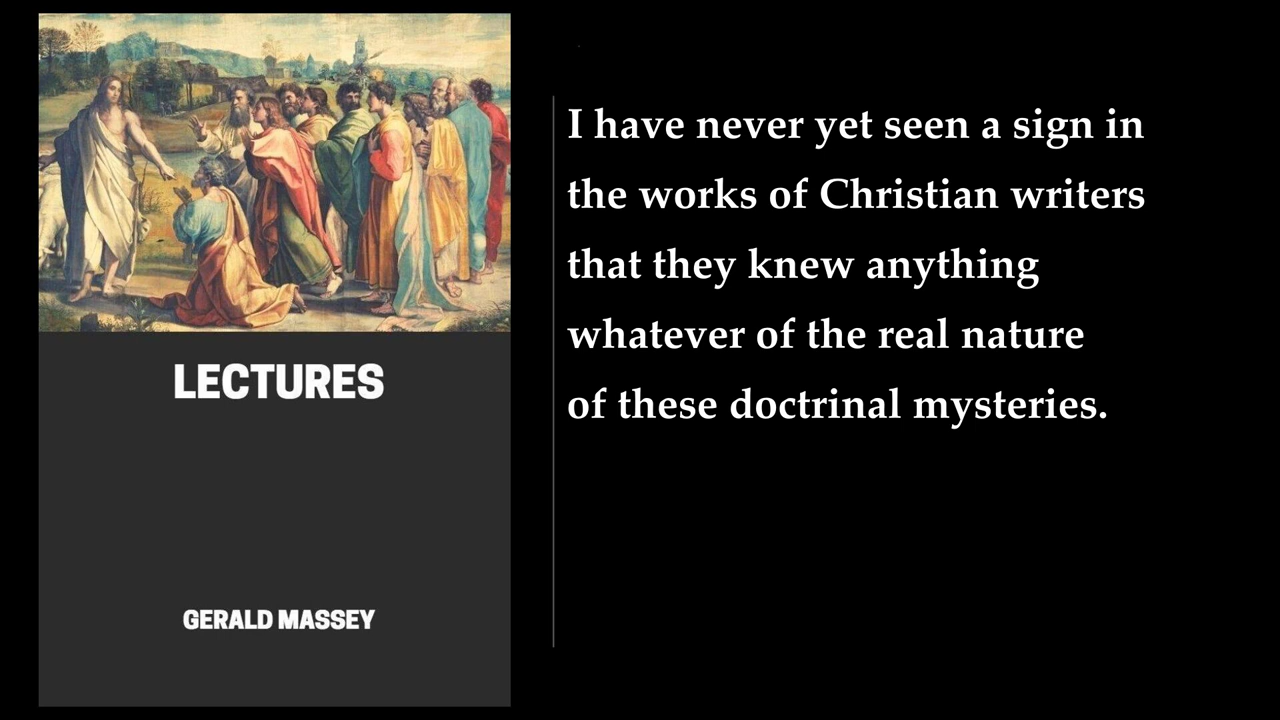 LECTURES
GERALD MASSEY
I have never yet seen a sign in
the works of Christian writers
that they knew anything
whatever of the real nature
of these doctrinal mysteries.